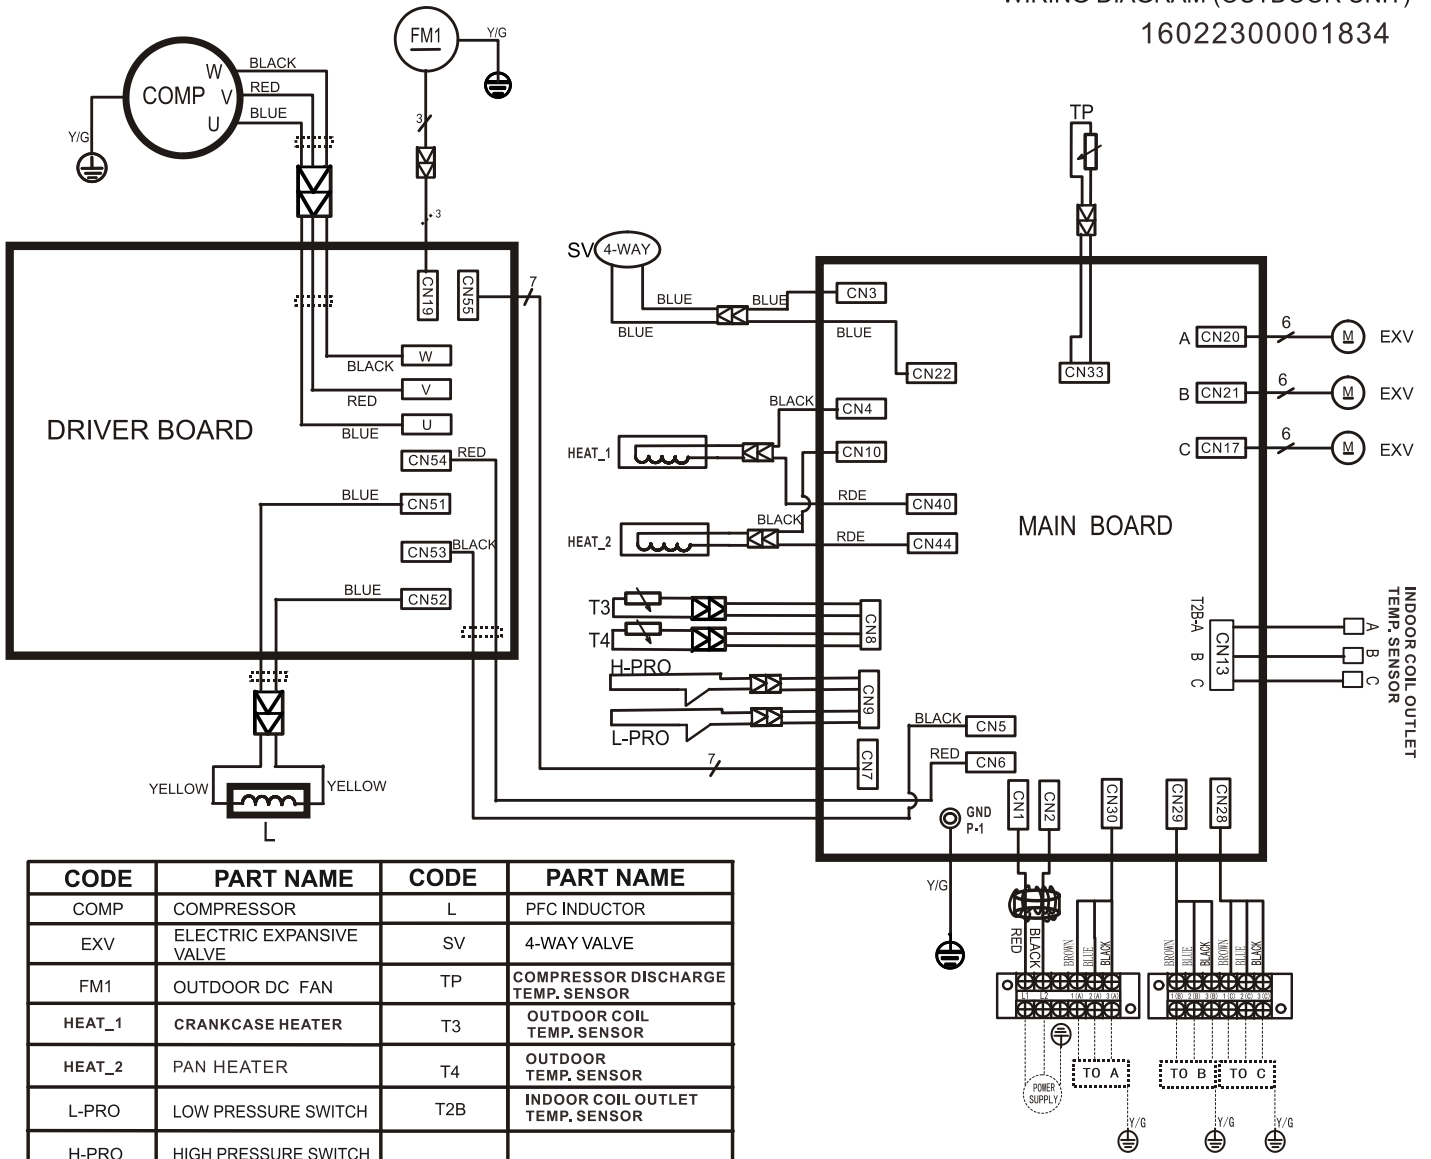 WIRING DIAGRAM (OUTDOOR UNIT)
16022300001834
FM1
Y/G
BLACK
RED
BLUE
W
V
U
COMP
Y/G
3
3
TP
SV
4-WAY
BLUE
BLUE
BLUE
BLUE
CN3
CN22
CN33
CN19
CN55
7
W
BLACK
V
RED
U
BLUE
DRIVER BOARD
CN54
RED
BLUE
CN51
CN53
BLACK
BLUE
CN52
A
CN20
6
M
EXV
B
CN21
6
M
EXV
C
CN17
6
M
EXV
BLACK
CN4
HEAT_1
CN10
RDE
CN40
BLACK
HEAT_2
RDE
CN44
MAIN BOARD
T3
T4
CN8
H-PRO
L-PRO
CN9
7
CN7
BLACK
CN5
RED
CN6
T2B-A
B
C
CN13
A
B
C
INDOOR COIL OUTLET
TEMP. SENSOR
YELLOW
YELLOW
L
GND
P-1
CN1
CN2
CN30
CN29
CN28
Y/G
RED
BLACK
BROWN
BLUE
BLACK
BROWN
BLUE
BLACK
BROWN
BLUE
BLACK
L1
L2
1(A)
2(A)
3(A)
1(B)
2(B)
3(B)
1(C)
2(C)
3(C)
POWER
SUPPLY
TO A
TO B
TO C
Y/G
Y/G
Y/G
CODE PART NAME CODE PART NAME
COMP COMPRESSOR L PFC INDUCTOR
EXV ELECTRIC EXPANSIVE
VALVE
SV 4-WAY VALVE
FM1 OUTDOOR DC FAN TP COMPRESSOR DISCHARGE
TEMP. SENSOR
HEAT_1 CRANKCASE HEATER T3 OUTDOOR COIL
TEMP. SENSOR
HEAT_2 PAN HEATER T4 OUTDOOR
TEMP. SENSOR
L-PRO LOW PRESSURE SWITCH T2B INDOOR COIL OUTLET
TEMP. SENSOR
H-PRO HIGH PRESSURE SWITCH